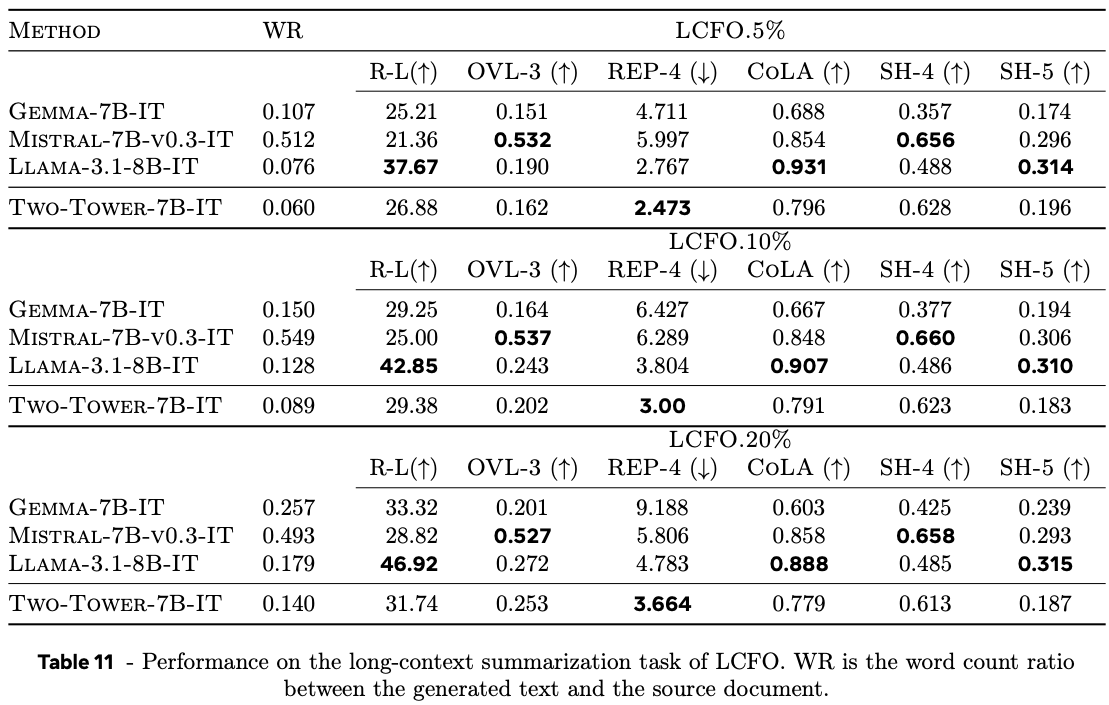 METHOD WR LCFO.5%
R-L(↑) OVL-3 (↑) REP-4 (↓) COLA (↑) SH-4 (↑) SH-5 (↑)
GEMMA-7B-IT 0.107 25.21 0.151 4.711 0.688 0.357 0.174
MISTRAL-7B-V0.3-IT 0.512 21.36 0.532 5.997 0.854 0.656 0.296
LLAMA-3.1-8B-IT 0.076 37.67 0.190 2.767 0.931 0.488 0.314
TWO-TOWER-7B-IT 0.060 26.88 0.162 2.473 0.796 0.628 0.196
LCFO.10%
R-L(↑) OVL-3 (↑) REP-4 (↓) COLA (↑) SH-4 (↑) SH-5 (↑)
GEMMA-7B-IT 0.150 29.25 0.164 6.427 0.667 0.377 0.194
MISTRAL-7B-V0.3-IT 0.549 25.00 0.537 6.289 0.848 0.660 0.306
LLAMA-3.1-8B-IT 0.128 42.85 0.243 3.804 0.907 0.486 0.310
TWO-TOWER-7B-IT 0.089 29.38 0.202 3.00 0.791 0.623 0.183
LCFO.20%
R-L(↑) OVL-3 (↑) REP-4 (↓) COLA (↑) SH-4 (↑) SH-5 (↑)
GEMMA-7B-IT 0.257 33.32 0.201 9.188 0.603 0.425 0.239
MISTRAL-7B-V0.3-IT 0.493 28.82 0.527 5.806 0.858 0.658 0.293
LLAMA-3.1-8B-IT 0.179 46.92 0.272 4.783 0.888 0.485 0.315
TWO-TOWER-7B-IT 0.140 31.74 0.253 3.664 0.779 0.613 0.187
Table 11 - Performance on the long-context summarization task of LCFO. WR is the word count ratio
between the generated text and the source document.